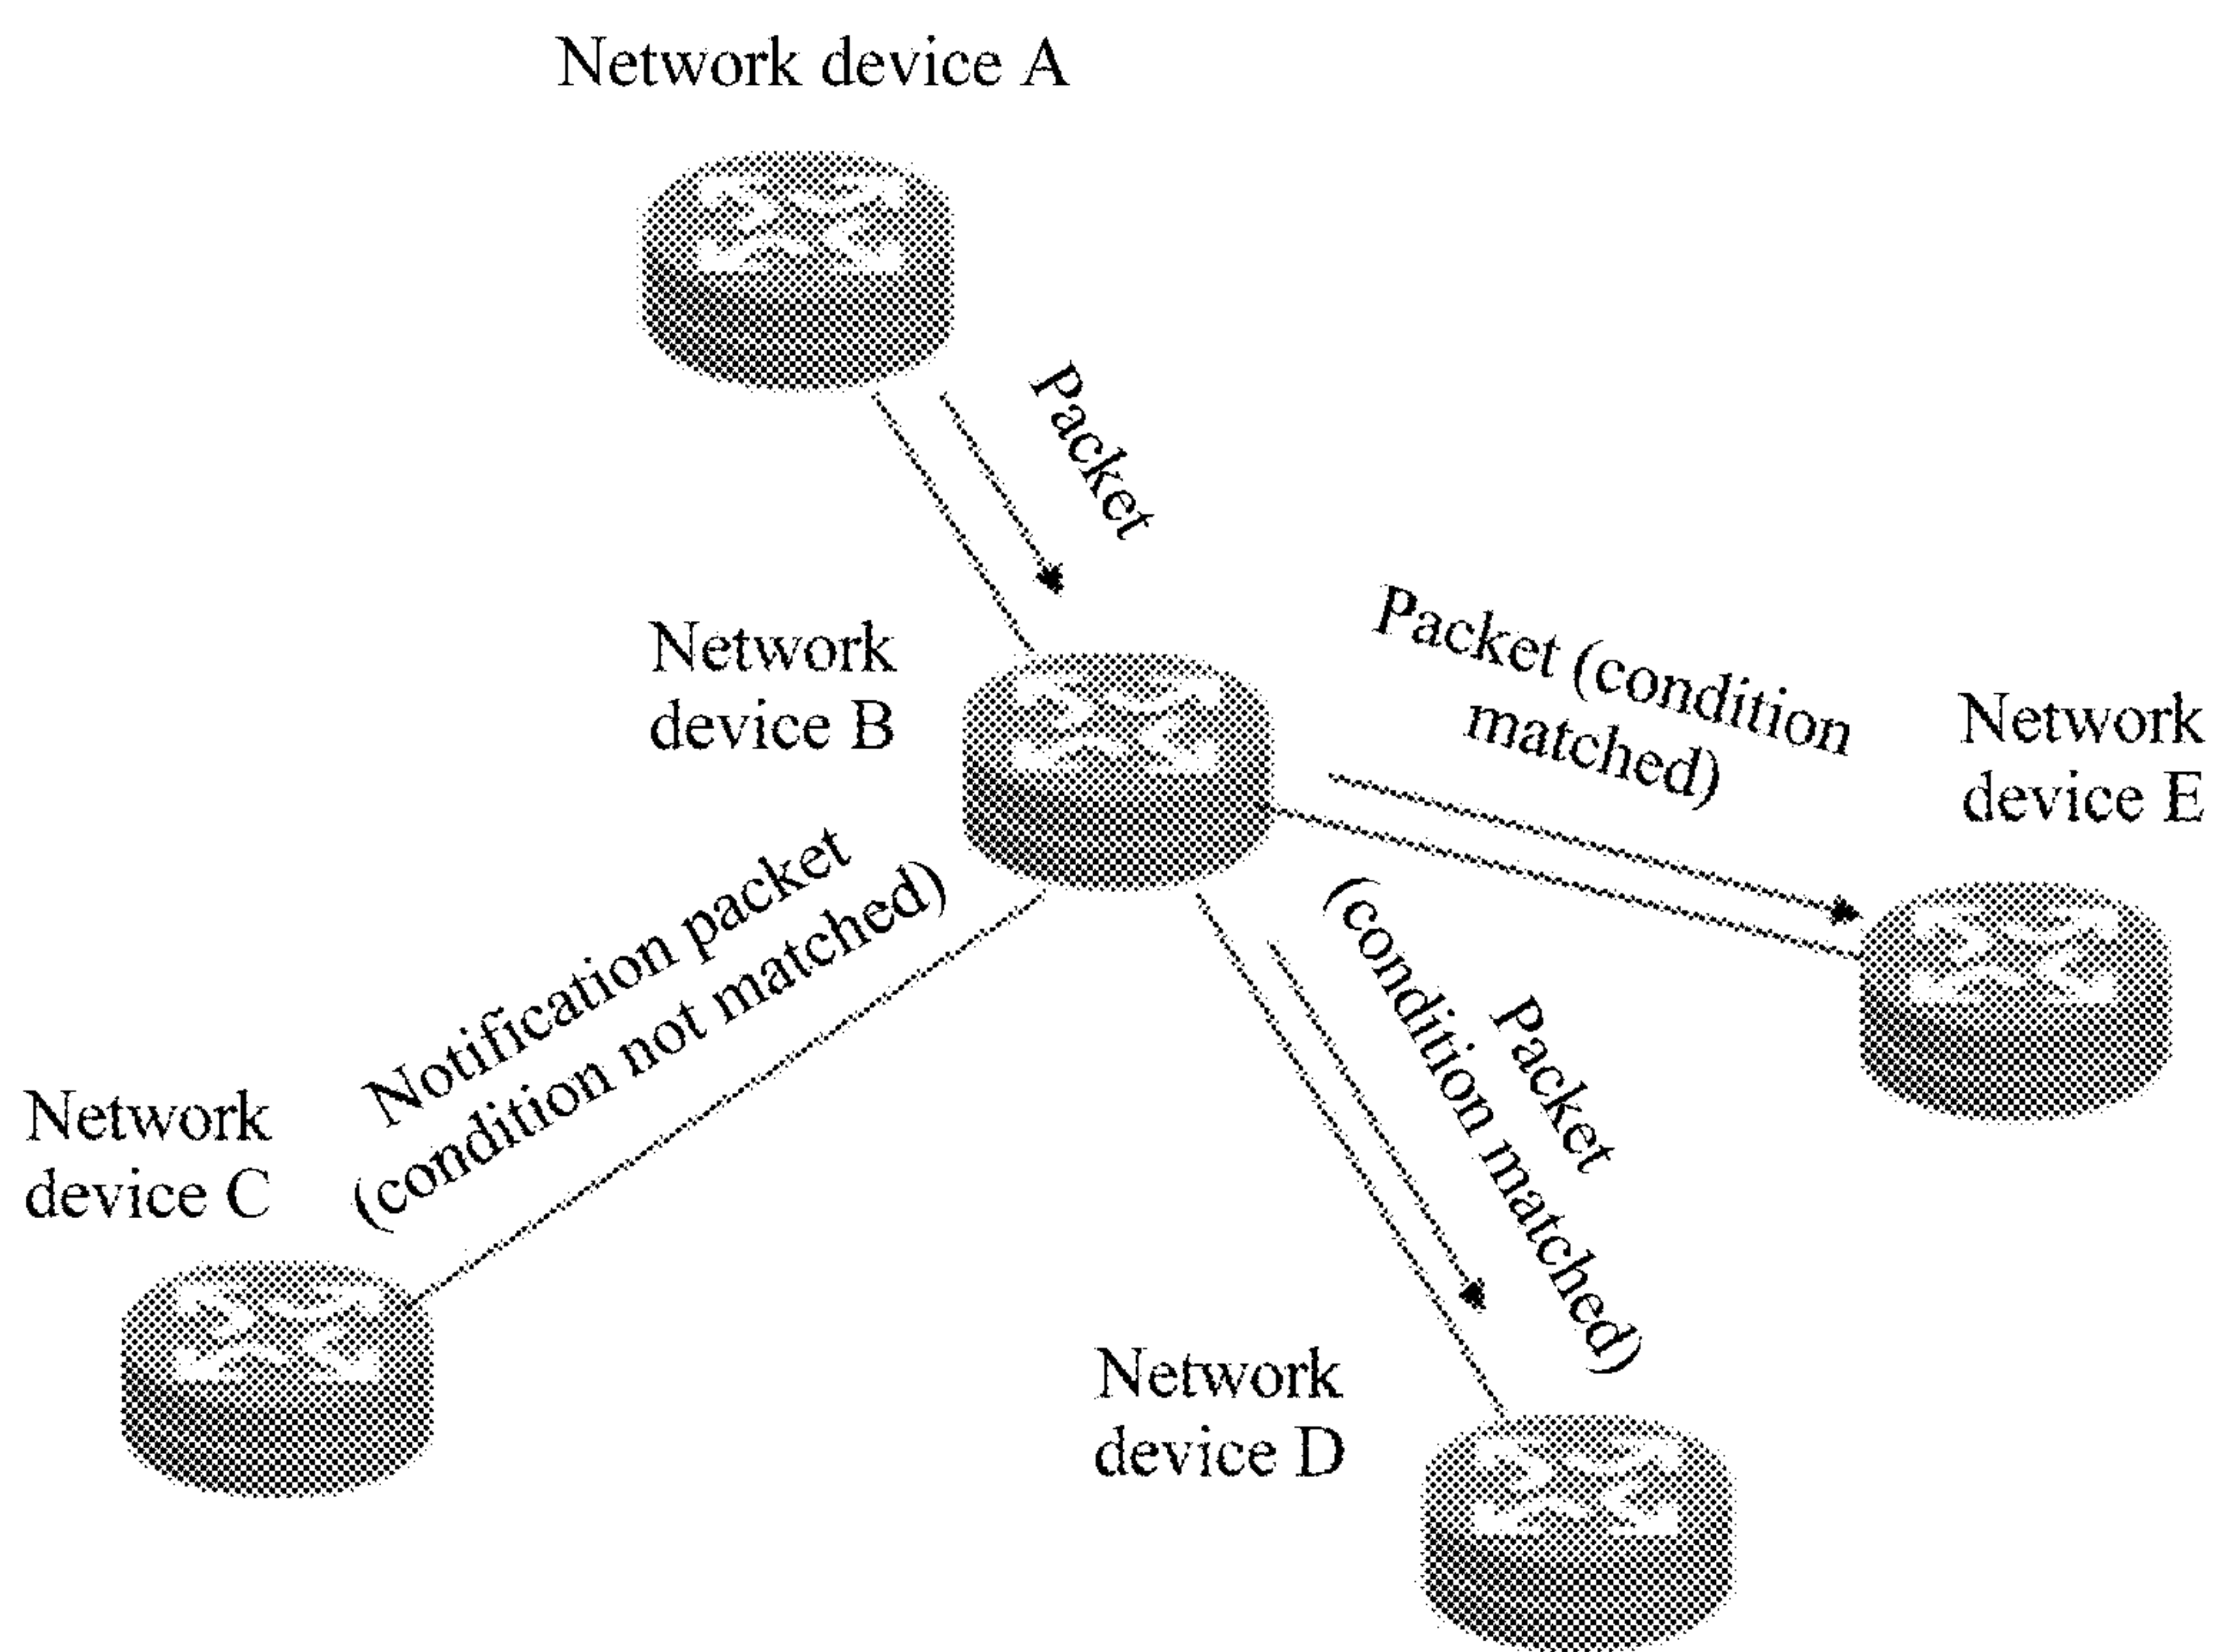 Network device A
Packet
Network
device B
Packet (condition
matched)
Network
device E
Notification packet
(condition not matched)
Packet
(condition matched)
Network
device C
Network
device D